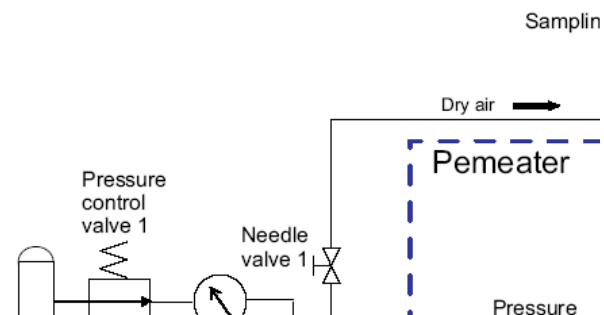 Samplin
Dry air
Pemeater
Pressure
control
valve 1
Needle
valve 1
Pressure